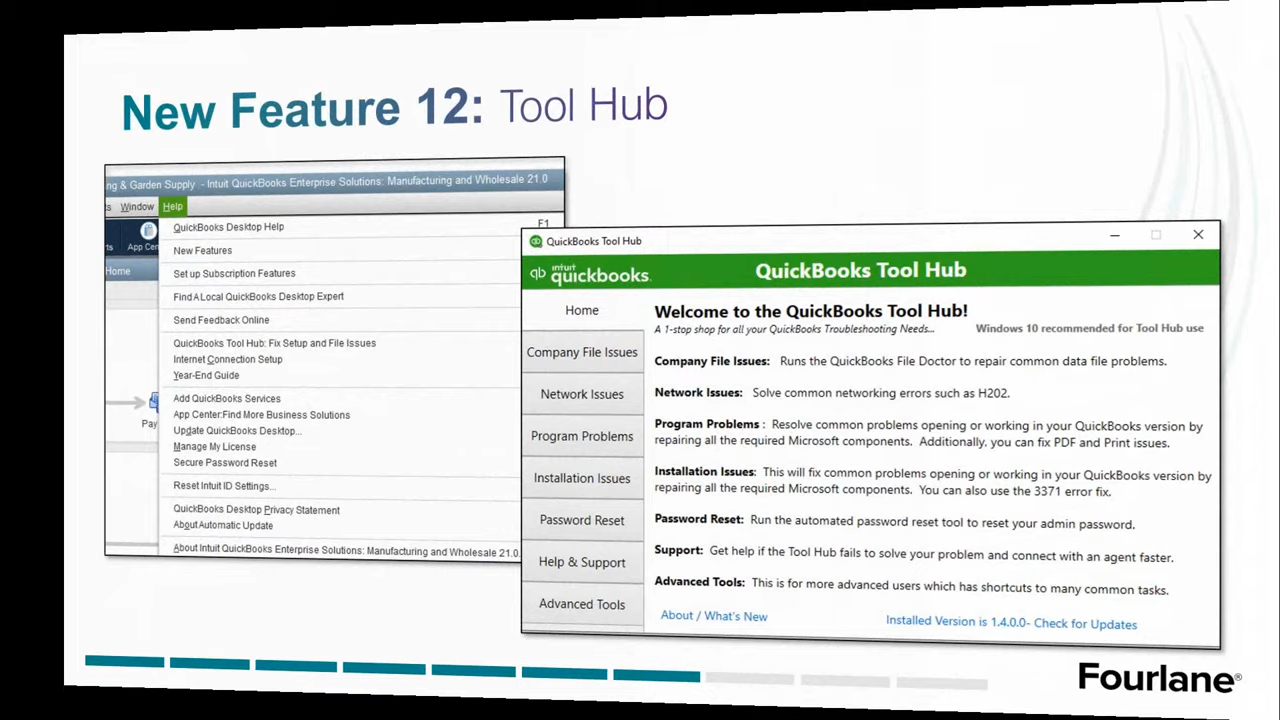 New Feature 12: Tool Hub
ng & Garden Supply - Intuit QuickBooks Enterprise Solutions: Manufacturing and Wholesale 21.0
ts Window Help
QuickBooks Desktop Help F1
New Features
Set up Subscription Features
Find A Local QuickBooks Desktop Expert
Send Feedback Online
QuickBooks Tool Hub: Fix Setup and File Issues
Internet Connection Setup
Year-End Guide
Add QuickBooks Services
App Center:Find More Business Solutions
Update QuickBooks Desktop...
Manage My License
Secure Password Reset
Reset Intuit ID Settings...
QuickBooks Desktop Privacy Statement
About Automatic Update
About Intuit QuickBooks Enterprise Solutions: Manufacturing and Wholesale 21.0.
rts App Cen
Home
Pay
QuickBooks Tool Hub
qb intuit quickbooks.
QuickBooks Tool Hub
Home
Company File Issues
Network Issues
Program Problems
Installation Issues
Password Reset
Help & Support
Advanced Tools
Welcome to the QuickBooks Tool Hub!
A 1-stop shop for all your QuickBooks Troubleshooting Needs... Windows 10 recommended for Tool Hub use
Company File Issues: Runs the QuickBooks File Doctor to repair common data file problems.
Network Issues: Solve common networking errors such as H202.
Program Problems : Resolve common problems opening or working in your QuickBooks version by
repairing all the required Microsoft components. Additionally, you can fix PDF and Print issues.
Installation Issues: This will fix common problems opening or working in your QuickBooks version by
repairing all the required Microsoft components. You can also use the 3371 error fix.
Password Reset: Run the automated password reset tool to reset your admin password.
Support: Get help if the Tool Hub fails to solve your problem and connect with an agent faster.
Advanced Tools: This is for more advanced users which has shortcuts to many common tasks.
About / What's New Installed Version is 1.4.0.0- Check for Updates
Fourlane®